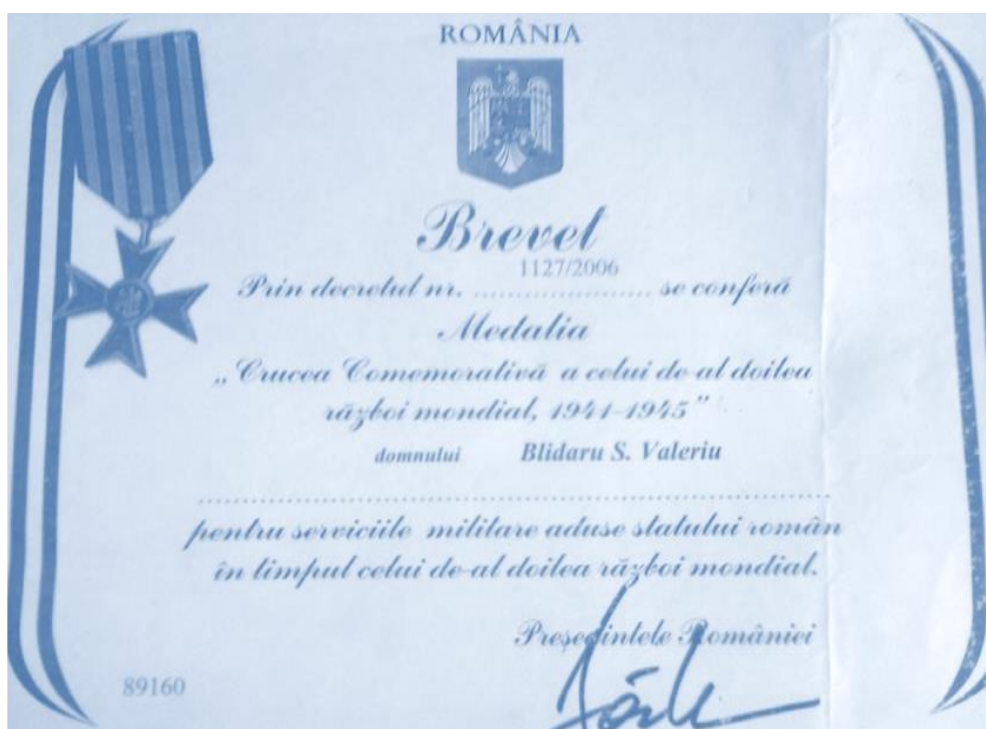 ROMÂNIA
Brevet
1127/2006
Prin decretul nr. .......................... se conferă
Medalia
„Crucea Comemorativă a celui de-al doilea
război mondial, 1941-1945”
domnului Blidaru S. Valeriu
................................................................................
pentru serviciile militare aduse statului român
în timpul celui de-al doilea război mondial.
Președintele României
89160